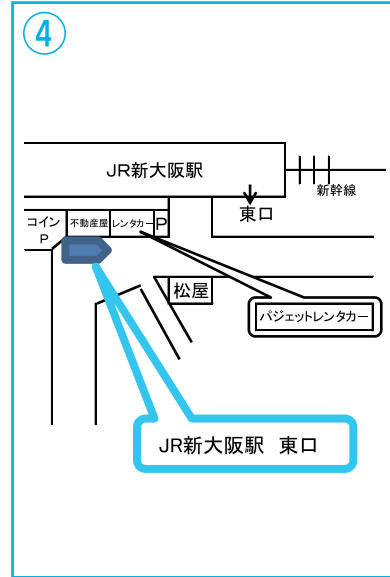 ④
JR新大阪駅
新幹線
東口
コイン
P
不動産屋
レンタカー
P
松屋
パジェットレンタカー
JR新大阪駅 東口